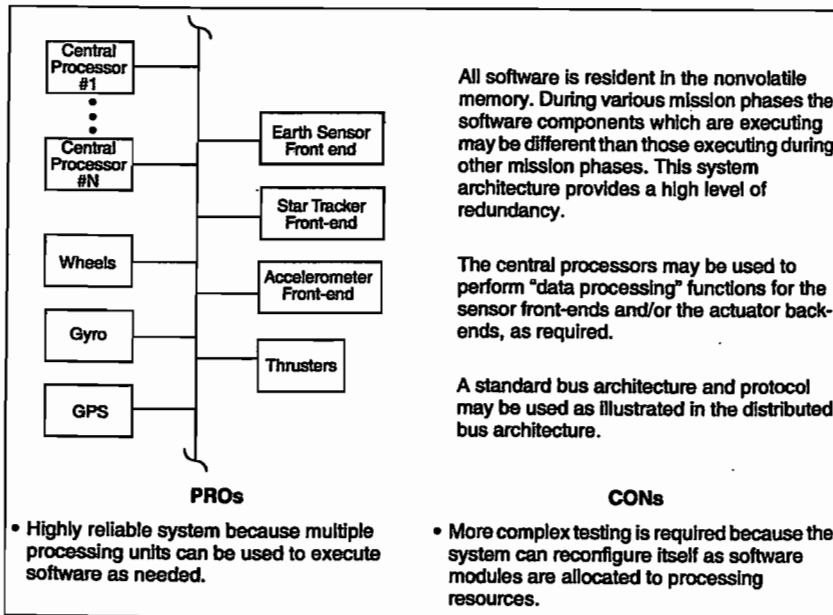 Central
Processor
#1
Central
Processor
#N
Wheels
Gyro
GPS
Earth Sensor
Front end
Star Tracker
Front-end
Accelerometer
Front-end
Thrusters
All software is resident in the nonvolatile
memory. During various mission phases the
software components which are executing
may be different than those executing during
other mission phases. This system
architecture provides a high level of
redundancy.
The central processors may be used to
perform "data processing" functions for the
sensor front-ends and/or the actuator back-
ends, as required.
A standard bus architecture and protocol
may be used as illustrated in the distributed
bus architecture.
PROs
• Highly reliable system because multiple
processing units can be used to execute
software as needed.
CONs
• More complex testing is required because the
system can reconfigure itself as software
modules are allocated to processing
resources.